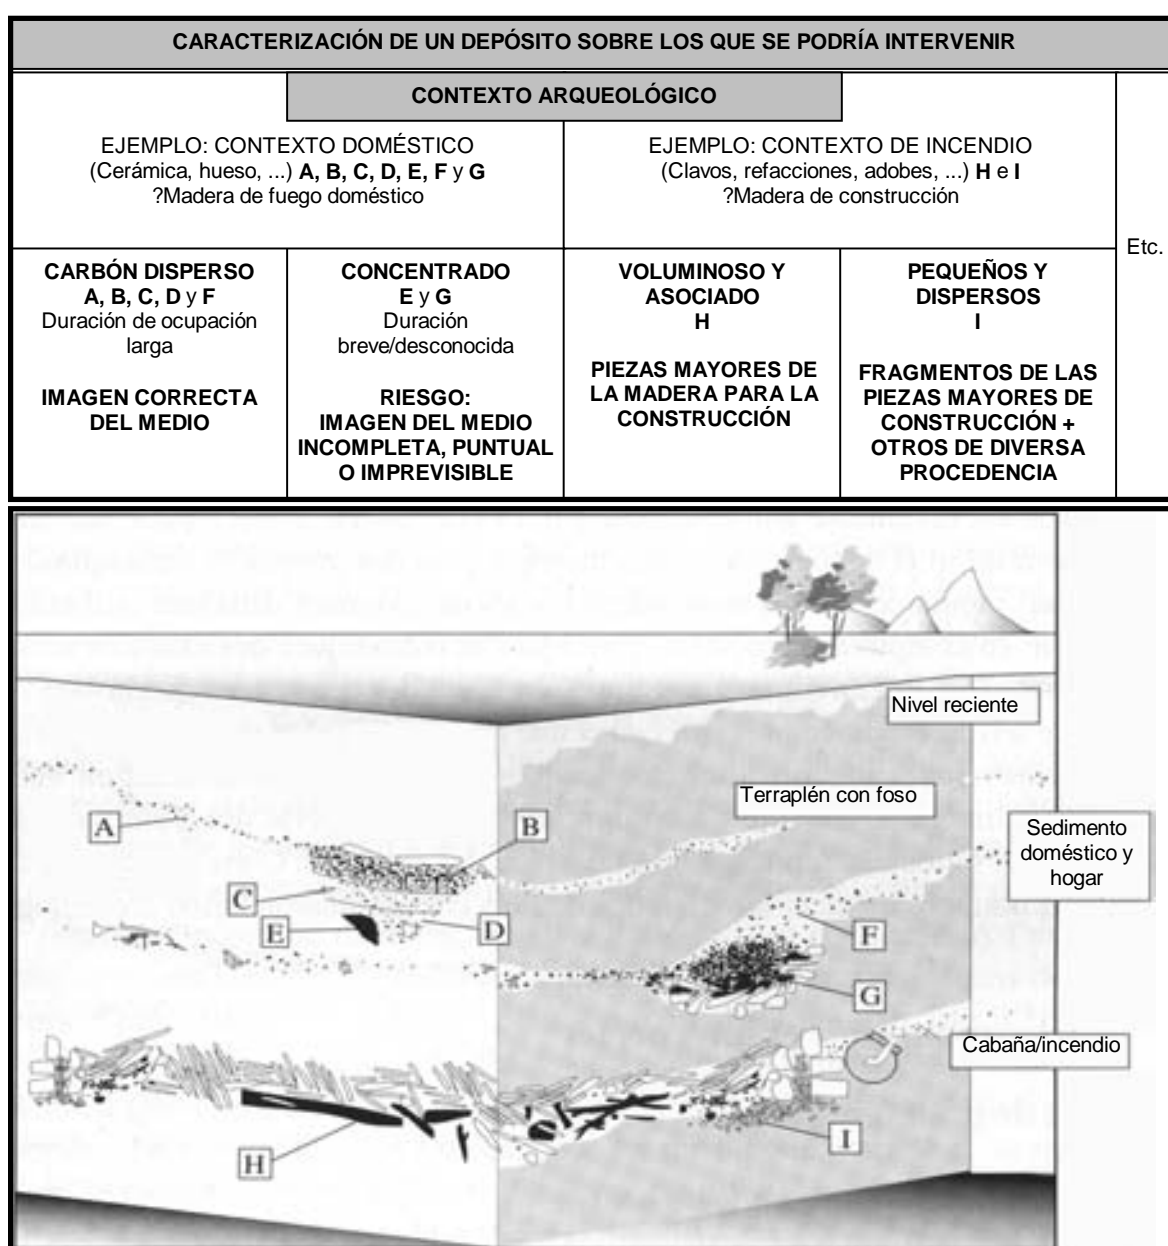 CARACTERIZACIÓN DE UN DEPÓSITO SOBRE LOS QUE SE PODRÍA INTERVENIR
CONTEXTO ARQUEOLÓGICO
EJEMPLO: CONTEXTO DOMÉSTICO
(Cerámica, hueso, ...) A, B, C, D, E, F y G
?Madera de fuego doméstico
EJEMPLO: CONTEXTO DE INCENDIO
(Clavos, refacciones, adobes, ...) H e I
?Madera de construcción
Etc.
CARBÓN DISPERSO
A, B, C, D y F
Duración de ocupación
larga
IMAGEN CORRECTA
DEL MEDIO
CONCENTRADO
E y G
Duración
breve/desconocida
RIESGO:
IMAGEN DEL MEDIO
INCOMPLETA, PUNTUAL
O IMPREVISIBLE
VOLUMINOSO Y
ASOCIADO
H
PIEZAS MAYORES DE
LA MADERA PARA LA
CONSTRUCCIÓN
PEQUEÑOS Y
DISPERSOS
I
FRAGMENTOS DE LAS
PIEZAS MAYORES DE
CONSTRUCCIÓN +
OTROS DE DIVERSA
PROCEDENCIA
Nivel reciente
Terraplén con foso
A
B
Sedimento
doméstico y
hogar
C
E
D
F
G
Cabaña/incendio
H
I